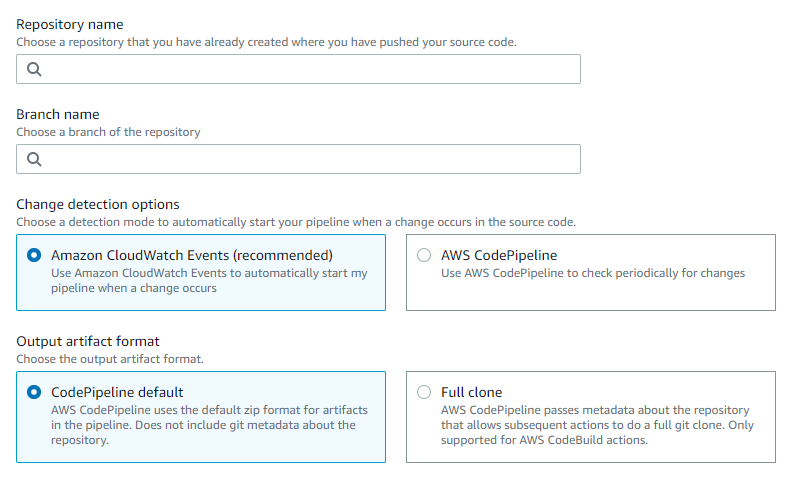 Repository name
Choose a repository that you have already created where you have pushed your source code.
Branch name
Choose a branch of the repository
Change detection options
Choose a detection mode to automatically start your pipeline when a change occurs in the source code.
Amazon CloudWatch Events (recommended)
Use Amazon CloudWatch Events to automatically start my
pipeline when a change occurs
AWS CodePipeline
Use AWS CodePipeline to check periodically for changes
Output artifact format
Choose the output artifact format.
CodePipeline default
AWS CodePipeline uses the default zip format for artifacts
in the pipeline. Does not include git metadata about the
repository.
Full clone
AWS CodePipeline passes metadata about the repository
that allows subsequent actions to do a full git clone. Only
supported for AWS CodeBuild actions.